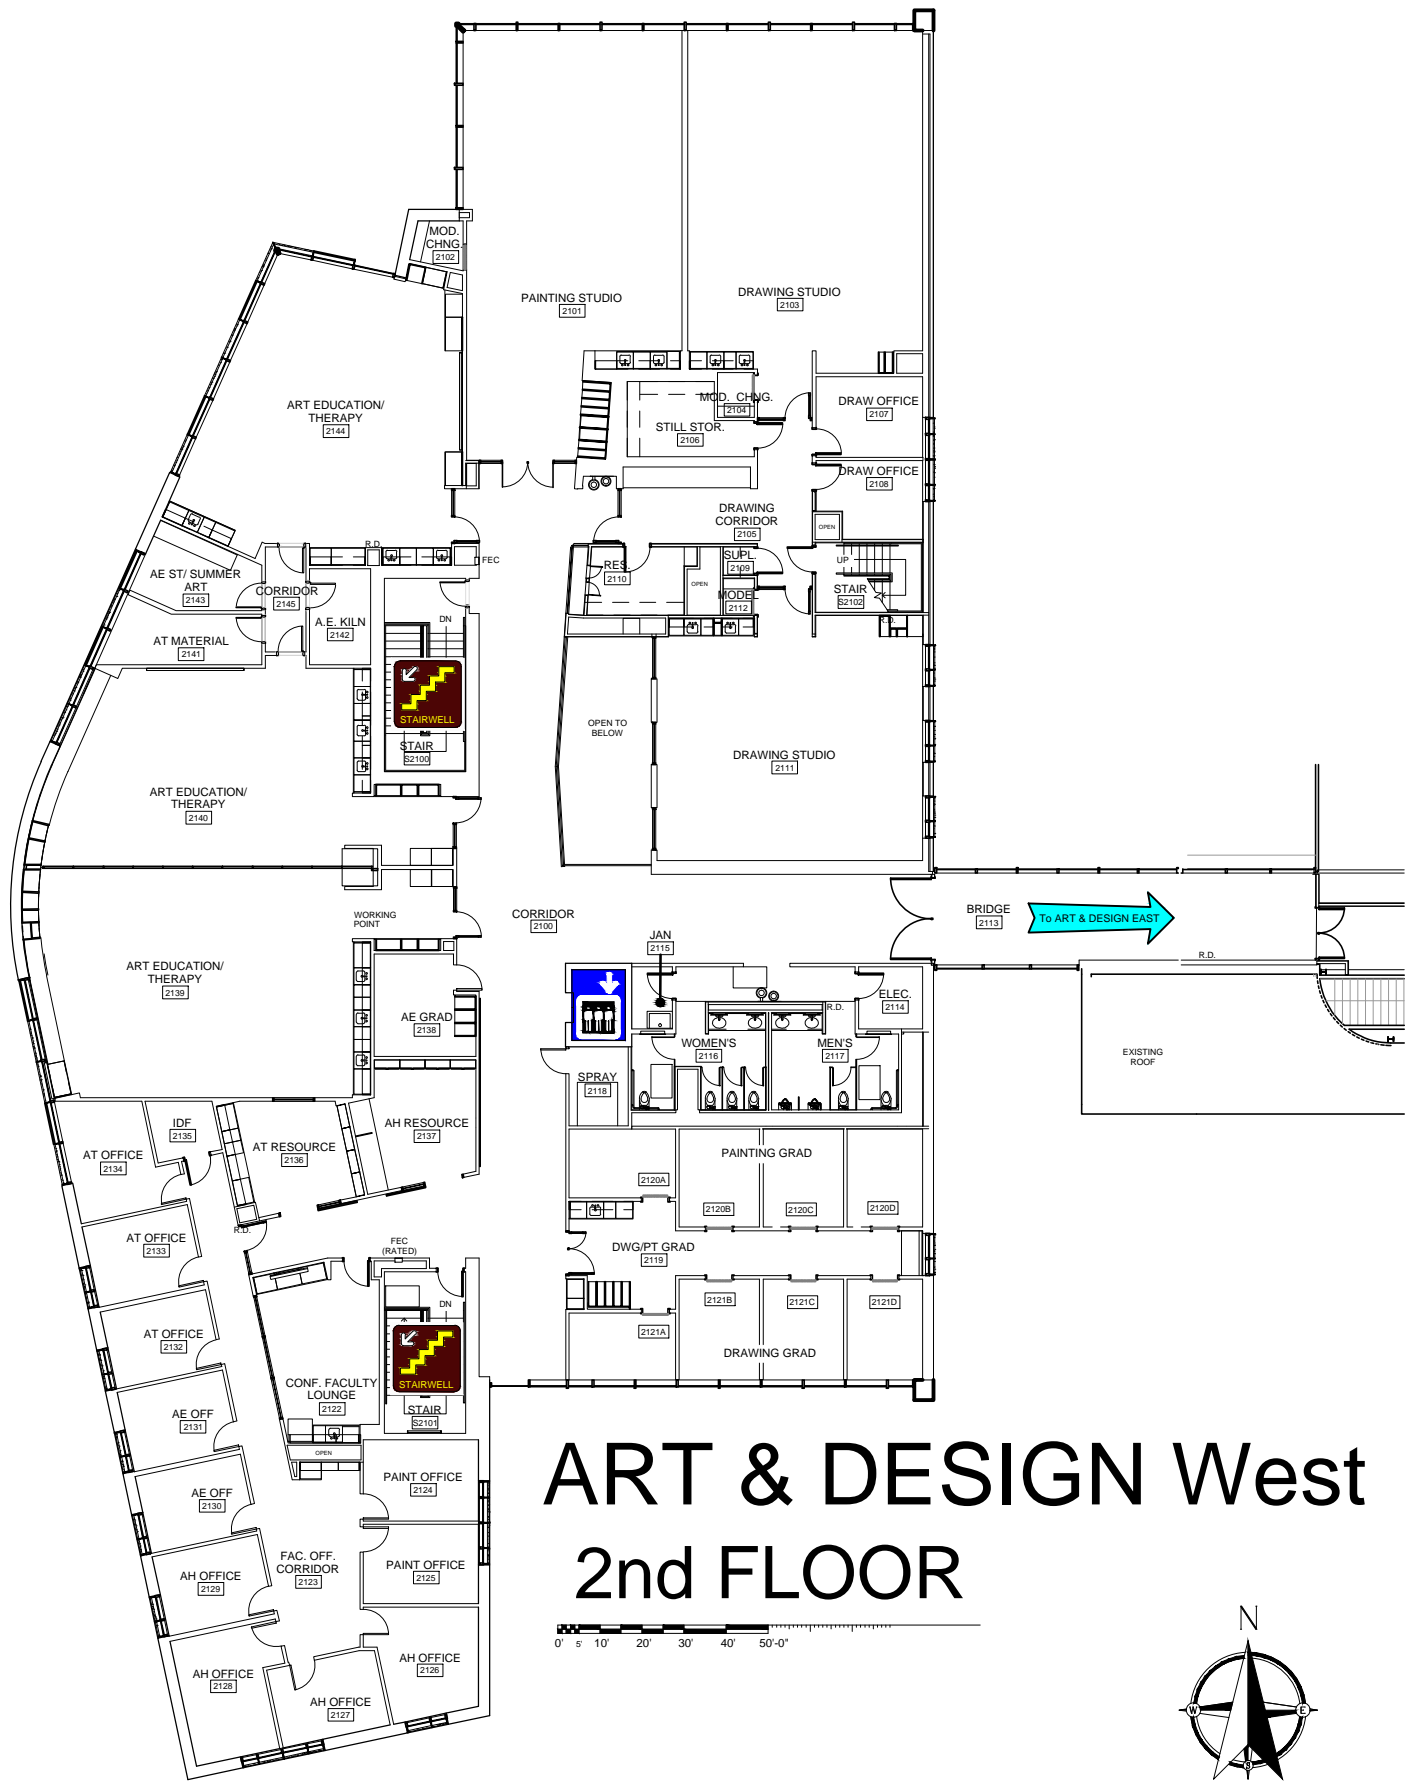 MOD.
CHNG.
2102
PAINTING STUDIO
2101
DRAWING STUDIO
2103
ART EDUCATION/
THERAPY
2144
MOD. CHNG.
2104
DRAW OFFICE
2107
STILL STOR.
2106
DRAW OFFICE
2108
DRAWING
CORRIDOR
2105
OPEN
R.D.
FEC
AE ST/ SUMMER
ART
2143
CORRIDOR
2145
RES.
2110
OPEN
SUPL.
2109
MODEL
2112
UP
STAIR
S2102
R.D.
A.E. KILN
2142
DN
AT MATERIAL
2141
STAIRWELL
STAIR
S2100
OPEN TO
BELOW
DRAWING STUDIO
2111
ART EDUCATION/
THERAPY
2140
WORKING
POINT
CORRIDOR
2100
BRIDGE
2113
To ART & DESIGN EAST
R.D.
JAN
2115
ART EDUCATION/
THERAPY
2139
AE GRAD
2138
ELEC.
2114
R.D.
WOMEN'S
2116
MEN'S
2117
EXISTING
ROOF
SPRAY
2118
IDF
2135
AT OFFICE
2134
AT RESOURCE
2136
AH RESOURCE
2137
PAINTING GRAD
2120A
2120B
2120C
2120D
R.D.
AT OFFICE
2133
FEC
(RATED)
DWG/PT GRAD
2119
2121B
2121C
2121D
DN
2121A
AT OFFICE
2132
DRAWING GRAD
STAIRWELL
CONF. FACULTY
LOUNGE
2122
STAIR
S2101
AE OFF
2131
OPEN
PAINT OFFICE
2124
AE OFF
2130
FAC. OFF.
CORRIDOR
2123
PAINT OFFICE
2125
AH OFFICE
2129
AH OFFICE
2126
AH OFFICE
2128
AH OFFICE
2127
ART & DESIGN West
2nd FLOOR
0' 5' 10' 20' 30' 40' 50'-0"
N
W E
S